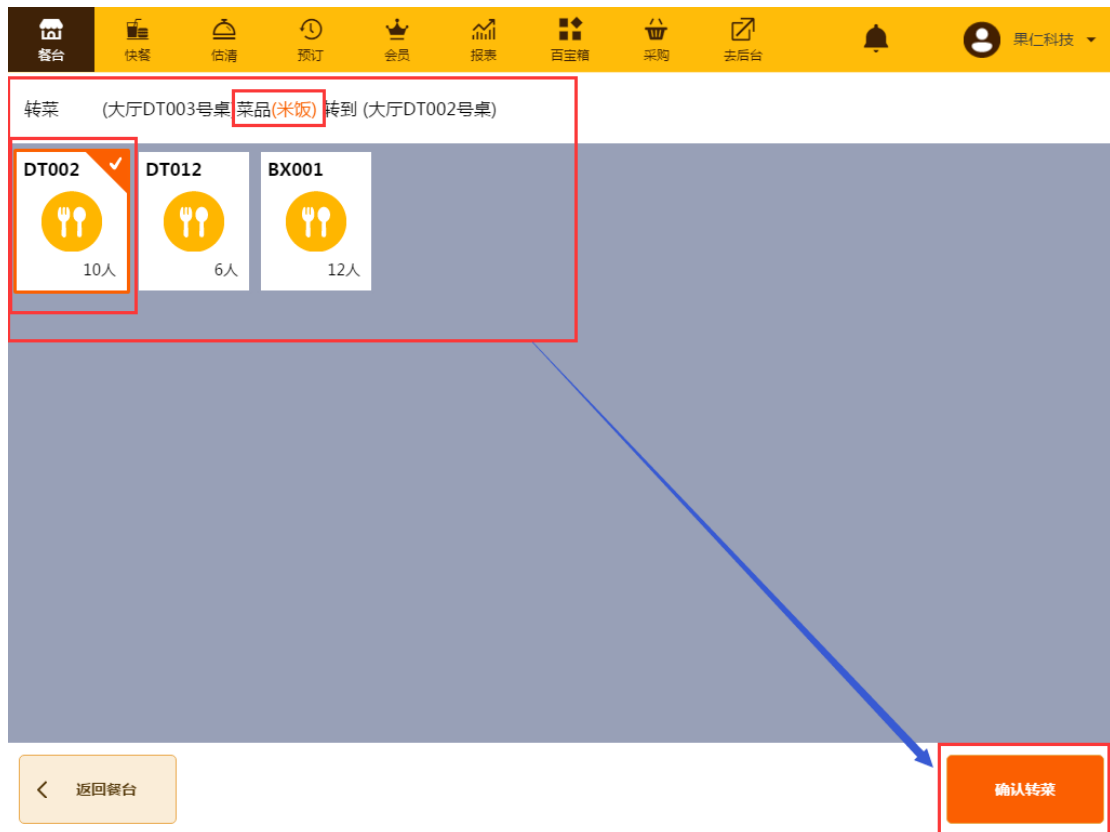 餐台 快餐 估清 预订 会员 报表 百宝箱 采购 去后台 果仁科技
转菜 (大厅DT003号桌) 菜品(米饭) 转到 (大厅DT002号桌)
DT002 DT012 BX001
10人 6人 12人
返回餐台 确认转菜